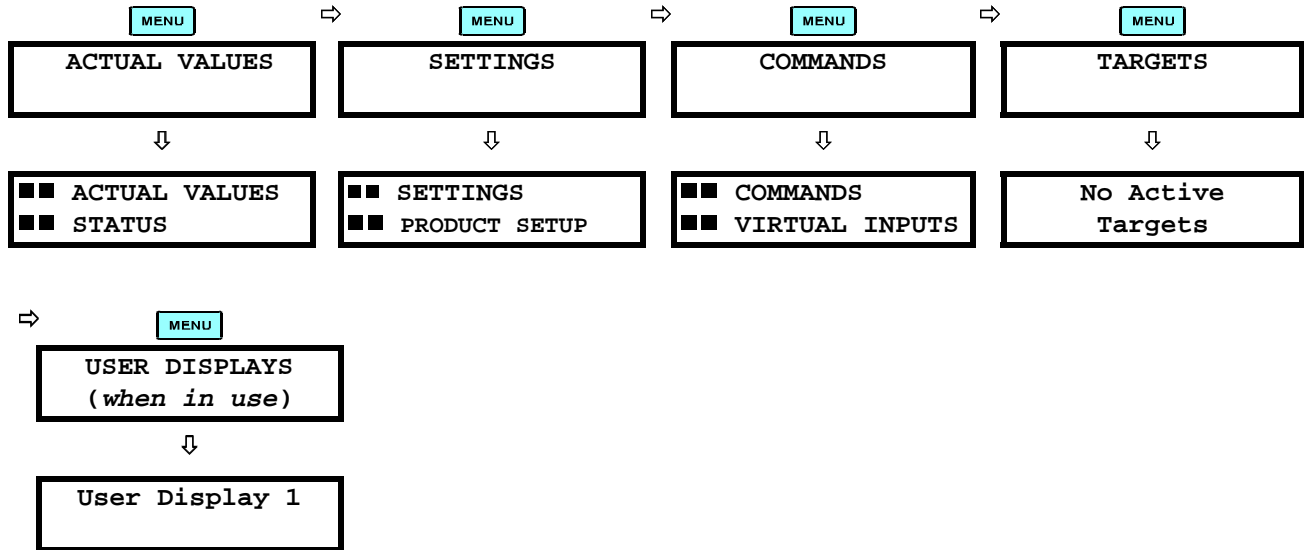 MENU ⇨ MENU ⇨ MENU ⇨ MENU
ACTUAL VALUES
SETTINGS
COMMANDS
TARGETS
⇩ ⇩ ⇩ ⇩
■■ ACTUAL VALUES
■■ STATUS
■■ SETTINGS
■■ PRODUCT SETUP
■■ COMMANDS
■■ VIRTUAL INPUTS
No Active
Targets
⇨ MENU
USER DISPLAYS
(when in use)
⇩
User Display 1